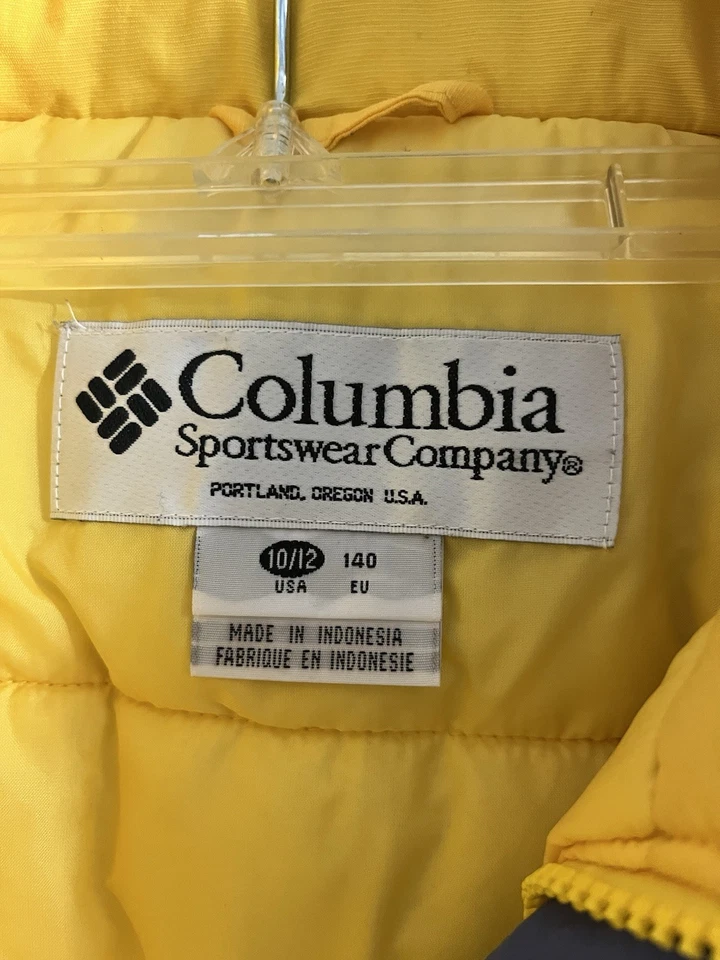 Columbia
Sportswear Company®
PORTLAND, OREGON U.S.A.
10/12 140
USA EU
MADE IN INDONESIA
FABRIQUE EN INDONESIE